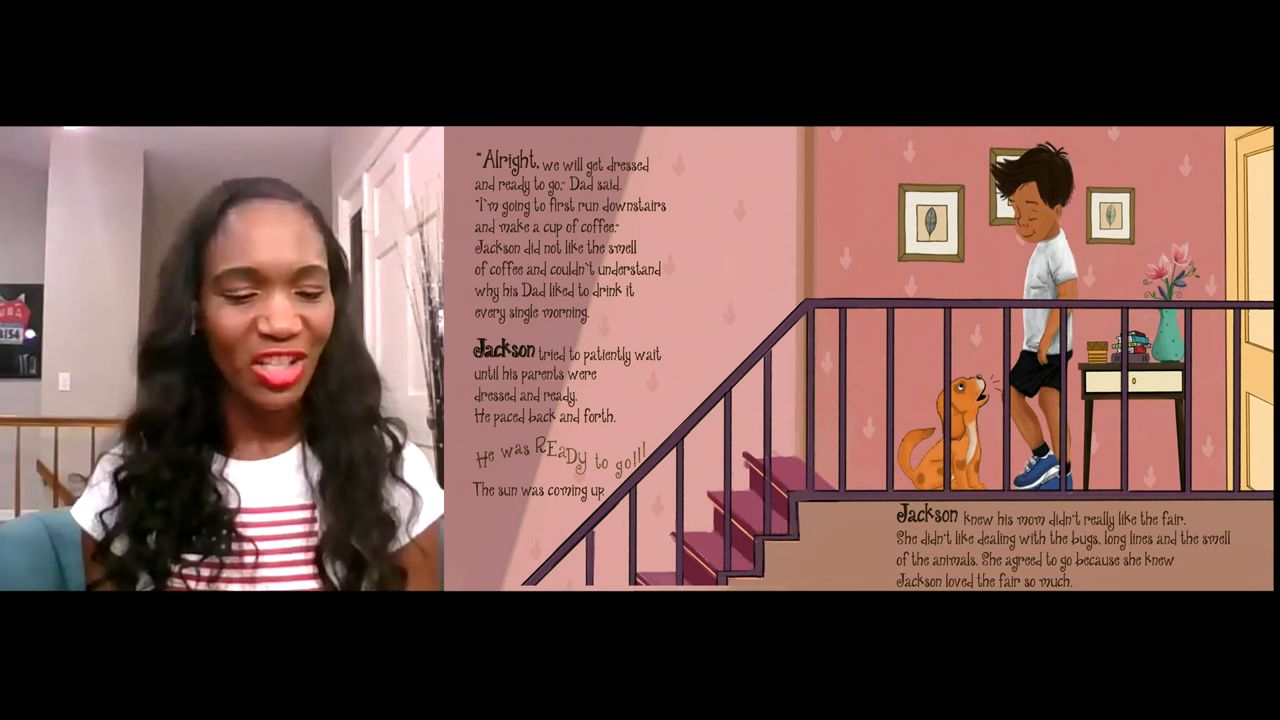 USA
3154
"Alright, we will get dressed
and ready to go," Dad said.
"I'm going to first run downstairs
and make a cup of coffee."
Jackson did not like the smell
of coffee and couldn't understand
why his Dad liked to drink it
every single morning.
Jackson tried to patiently wait
until his parents were
dressed and ready.
He paced back and forth.
He was REaDy to go!!!
The sun was coming up.
Jackson knew his mom didn't really like the fair.
She didn't like dealing with the bugs, long lines and the smell
of the animals. She agreed to go because she knew
Jackson loved the fair so much.